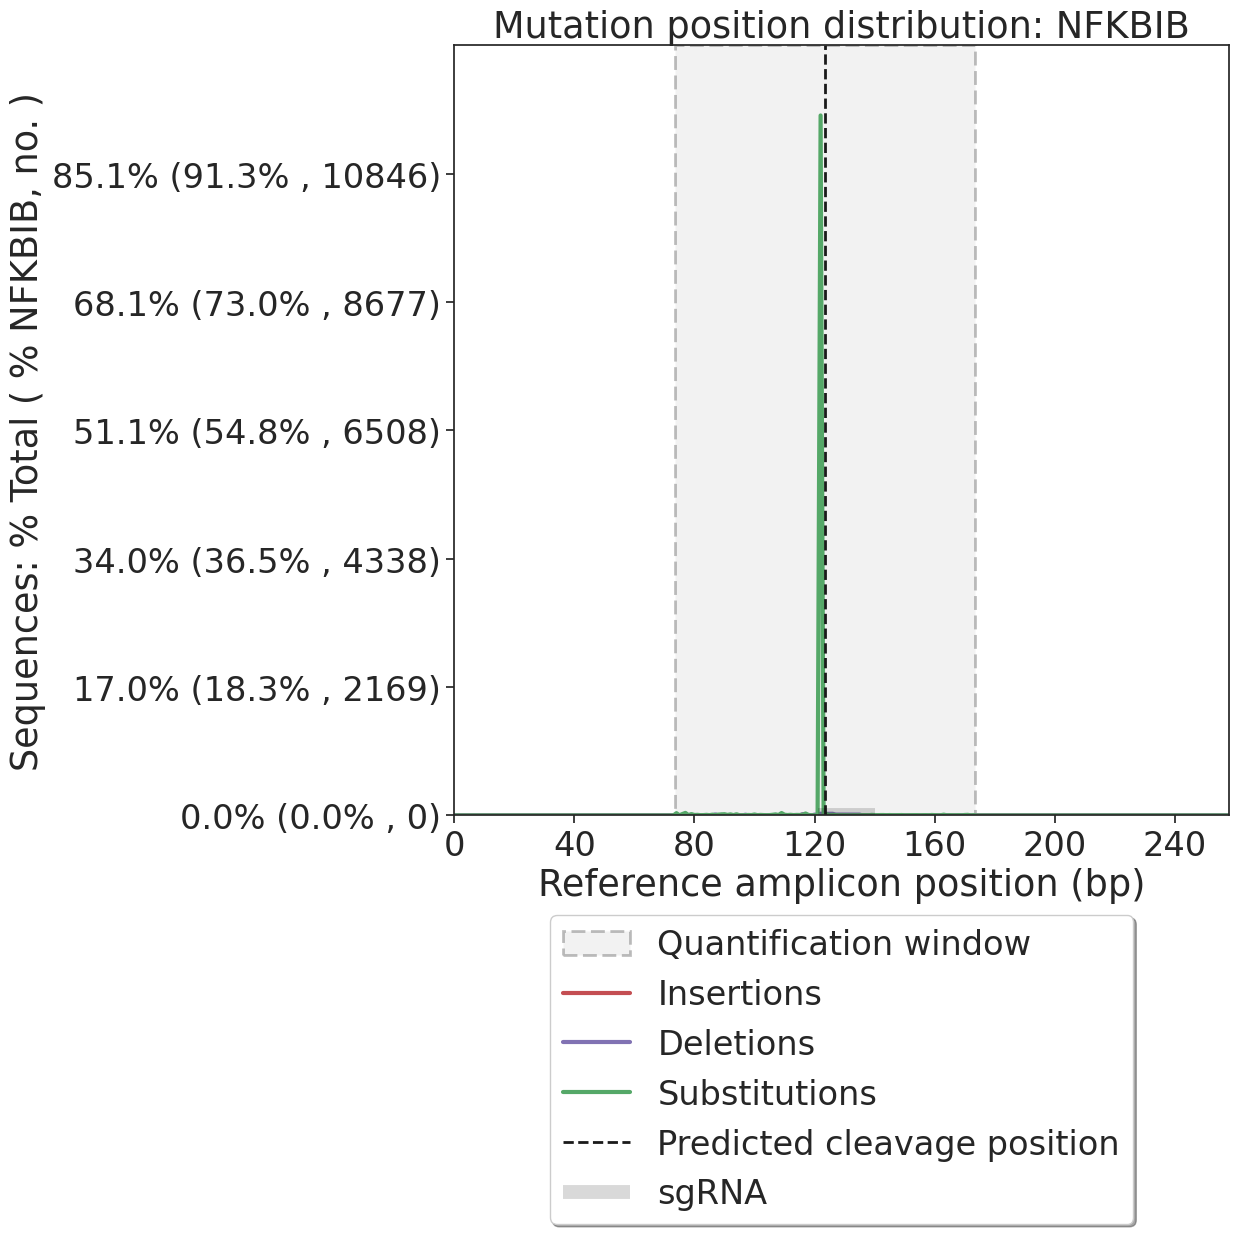 Mutation position distribution: NFKBIB
Sequences: % Total ( % NFKBIB, no. )
85.1% (91.3% , 10846)
68.1% (73.0% , 8677)
51.1% (54.8% , 6508)
34.0% (36.5% , 4338)
17.0% (18.3% , 2169)
0.0% (0.0% , 0)
0 40 80 120 160 200 240
Reference amplicon position (bp)
Quantification window
Insertions
Deletions
Substitutions
Predicted cleavage position
sgRNA